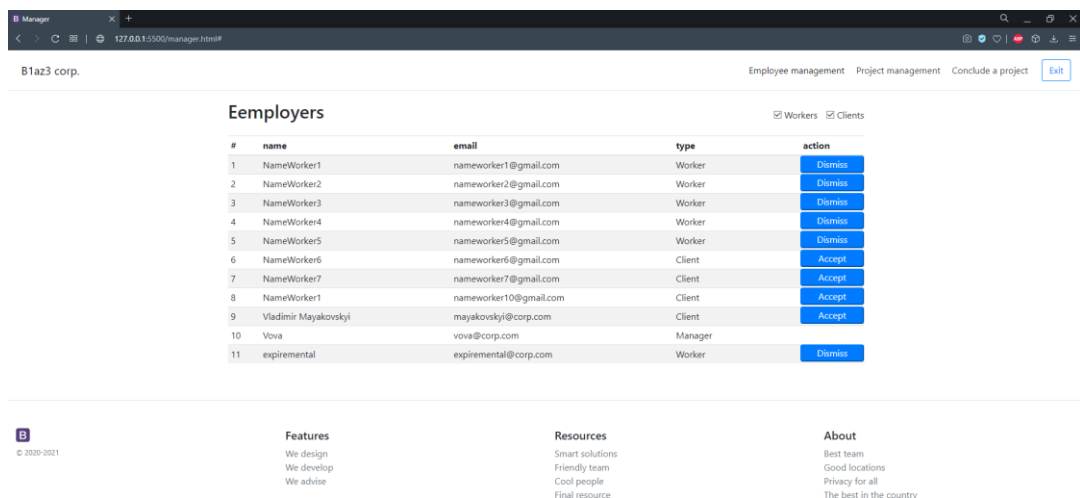 B Manager
127.0.0.1:5500/manager.html#
B1az3 corp. Employee management Project management Conclude a project Exit
Eemployers Workers Clients
# name email type action
1 NameWorker1 nameworker1@gmail.com Worker Dismiss
2 NameWorker2 nameworker2@gmail.com Worker Dismiss
3 NameWorker3 nameworker3@gmail.com Worker Dismiss
4 NameWorker4 nameworker4@gmail.com Worker Dismiss
5 NameWorker5 nameworker5@gmail.com Worker Dismiss
6 NameWorker6 nameworker6@gmail.com Client Accept
7 NameWorker7 nameworker7@gmail.com Client Accept
8 NameWorker1 nameworker10@gmail.com Client Accept
9 Vladimir Mayakovskyi mayakovskyi@corp.com Client Accept
10 Vova vova@corp.com Manager
11 expiremental expiremental@corp.com Worker Dismiss
B Features Resources About
© 2020-2021 We design Smart solutions Best team
We develop Friendly team Good locations
We advise Cool people Privacy for all
Final resource The best in the country